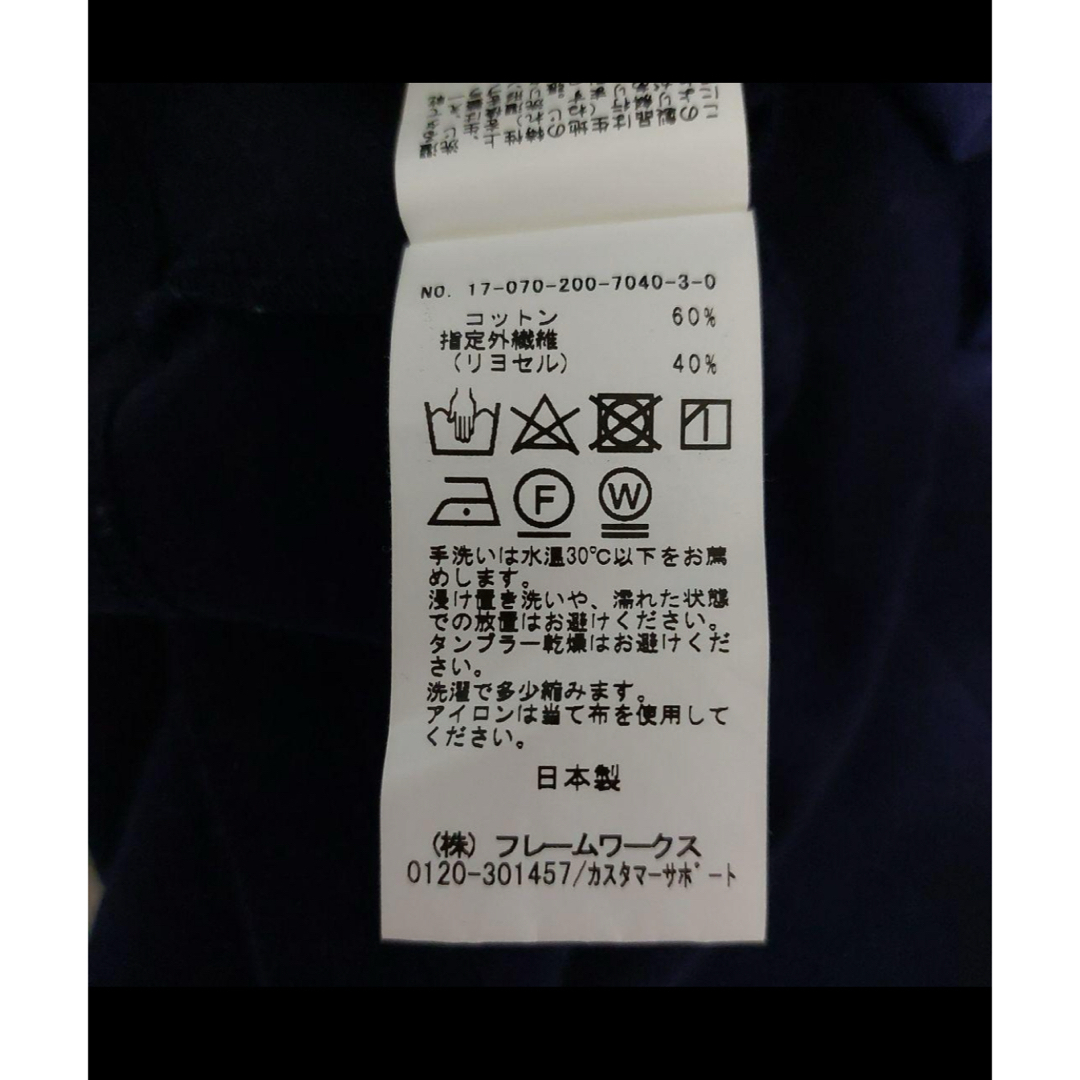 NO. 17-070-200-7040-3-0
コットン 60%
指定外繊維
（リヨセル） 40%
F
W
手洗いは水温30℃以下をお薦
めします。
浸け置き洗いや、濡れた状態
での放置はお避けください。
タンブラー乾燥はお避けくだ
さい。
洗濯で多少縮みます。
アイロンは当て布を使用して
ください。
日本製
（株）フレームワークス
0120-301457/カスタマーサポート